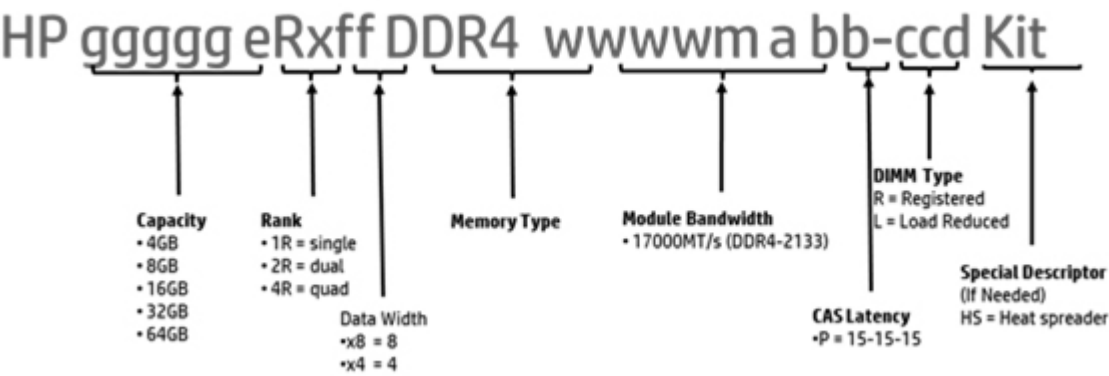 HP ggggg eRxff DDR4 wwwwm a bb-ccd Kit
Capacity
• 4GB
• 8GB
• 16GB
• 32GB
• 64GB
Rank
• 1R = single
• 2R = dual
• 4R = quad
Data Width
•x8 = 8
•x4 = 4
Memory Type
Module Bandwidth
• 17000MT/s (DDR4-2133)
CAS Latency
•P = 15-15-15
DIMM Type
R = Registered
L = Load Reduced
Special Descriptor
(If Needed)
HS = Heat spreader